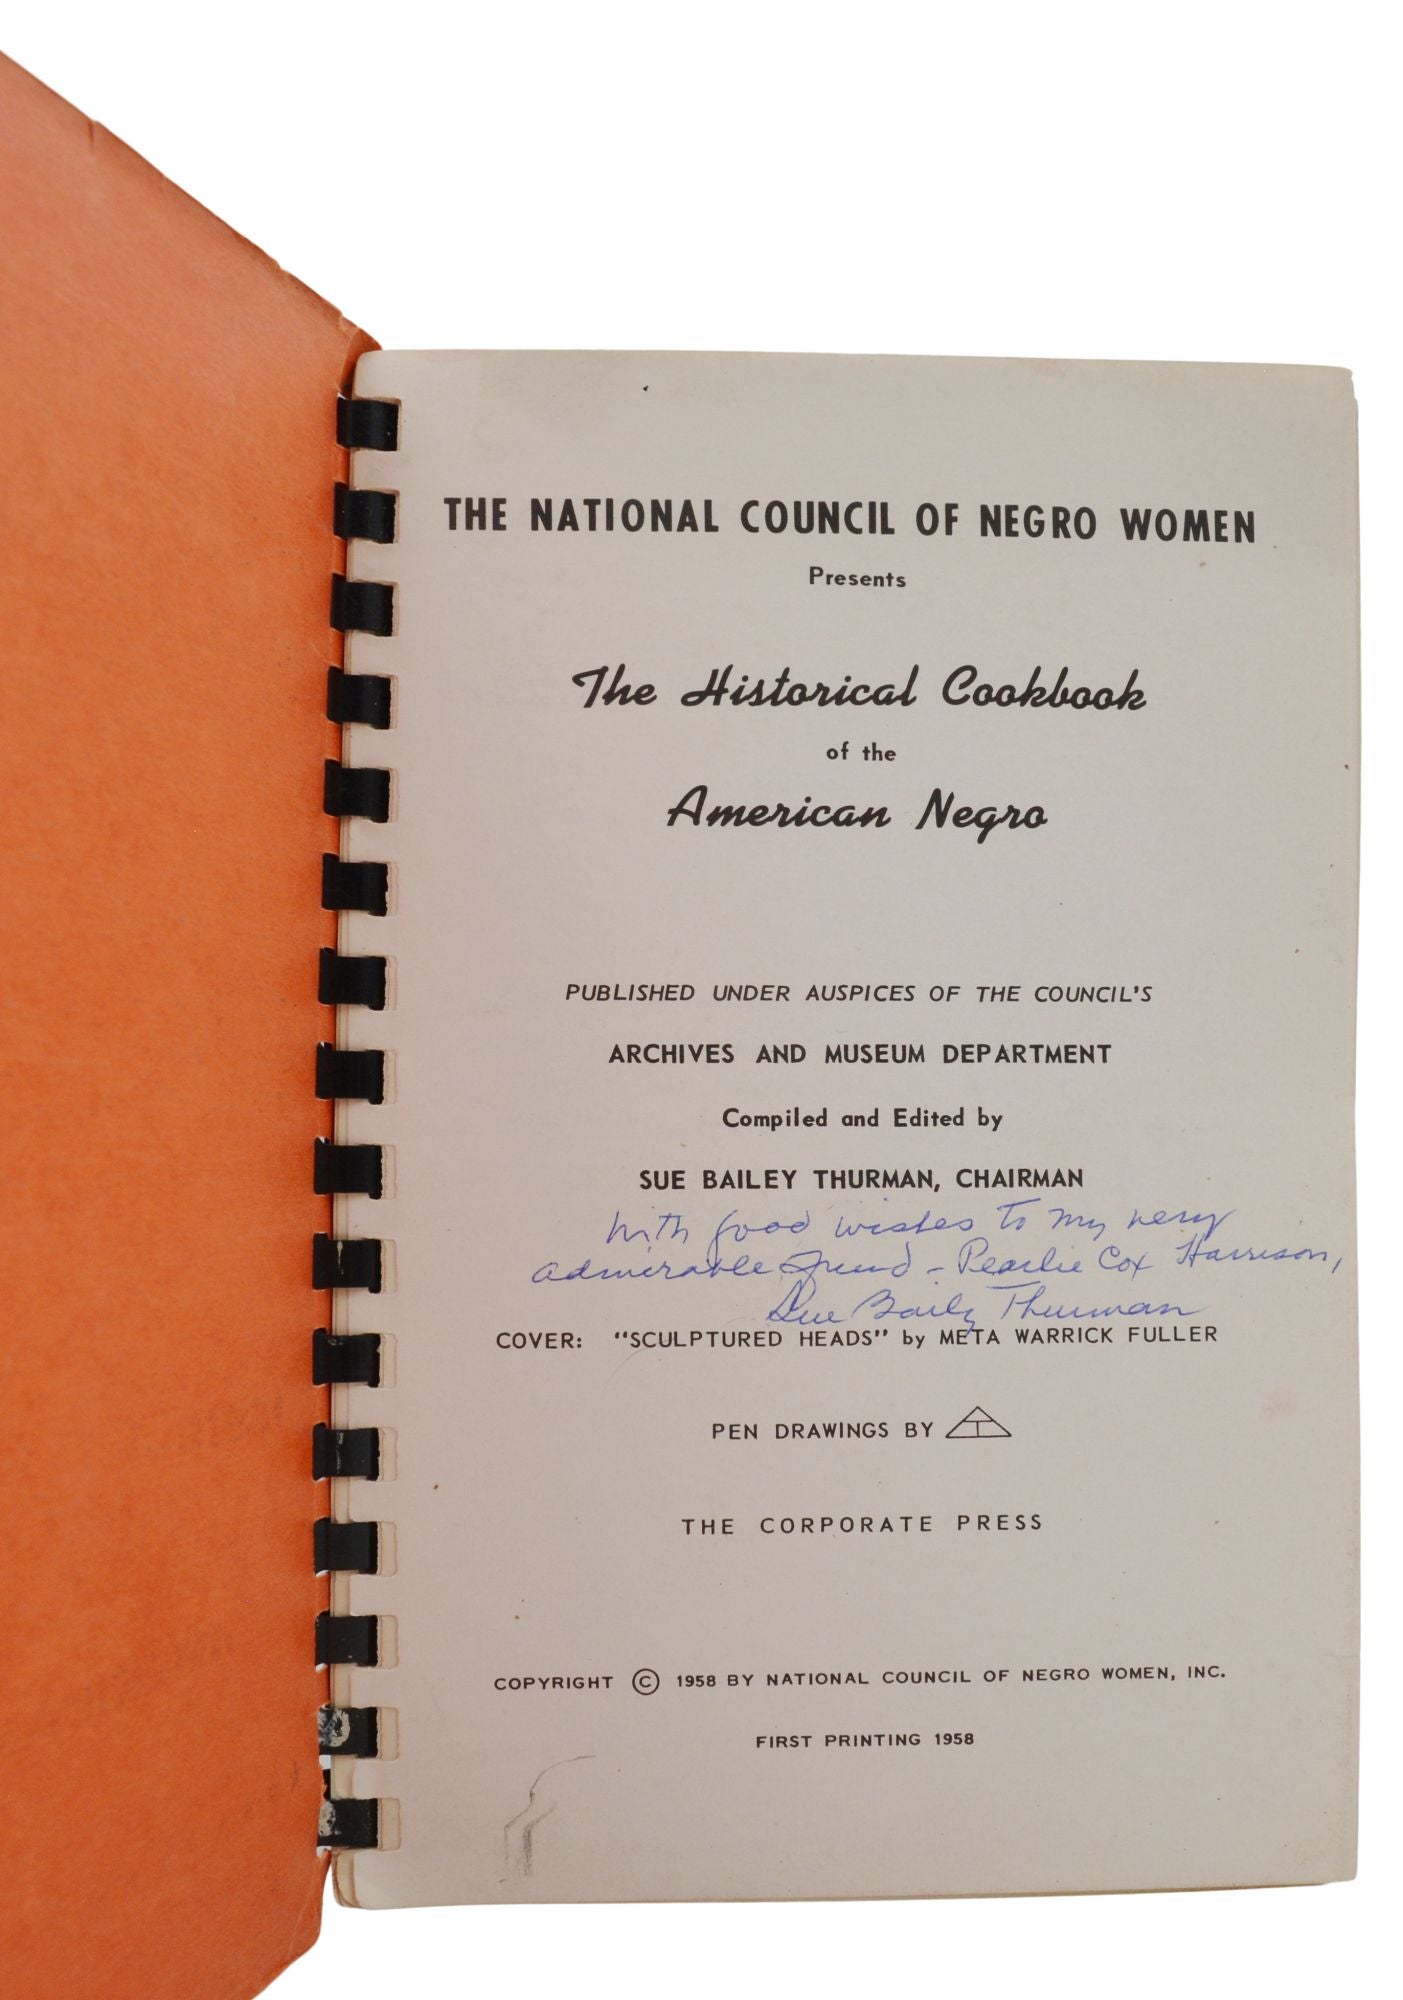 THE NATIONAL COUNCIL OF NEGRO WOMEN
Presents
The Historical Cookbook
of the
American Negro
PUBLISHED UNDER AUSPICES OF THE COUNCIL'S
ARCHIVES AND MUSEUM DEPARTMENT
Compiled and Edited by
SUE BAILEY THURMAN, CHAIRMAN
With good wishes to my very
admirable friend – Pearlie Cox Harrison,
Sue Baily Thurman
COVER: "SCULPTURED HEADS" by META WARRICK FULLER
PEN DRAWINGS BY
THE CORPORATE PRESS
COPYRIGHT © 1958 BY NATIONAL COUNCIL OF NEGRO WOMEN, INC.
FIRST PRINTING 1958